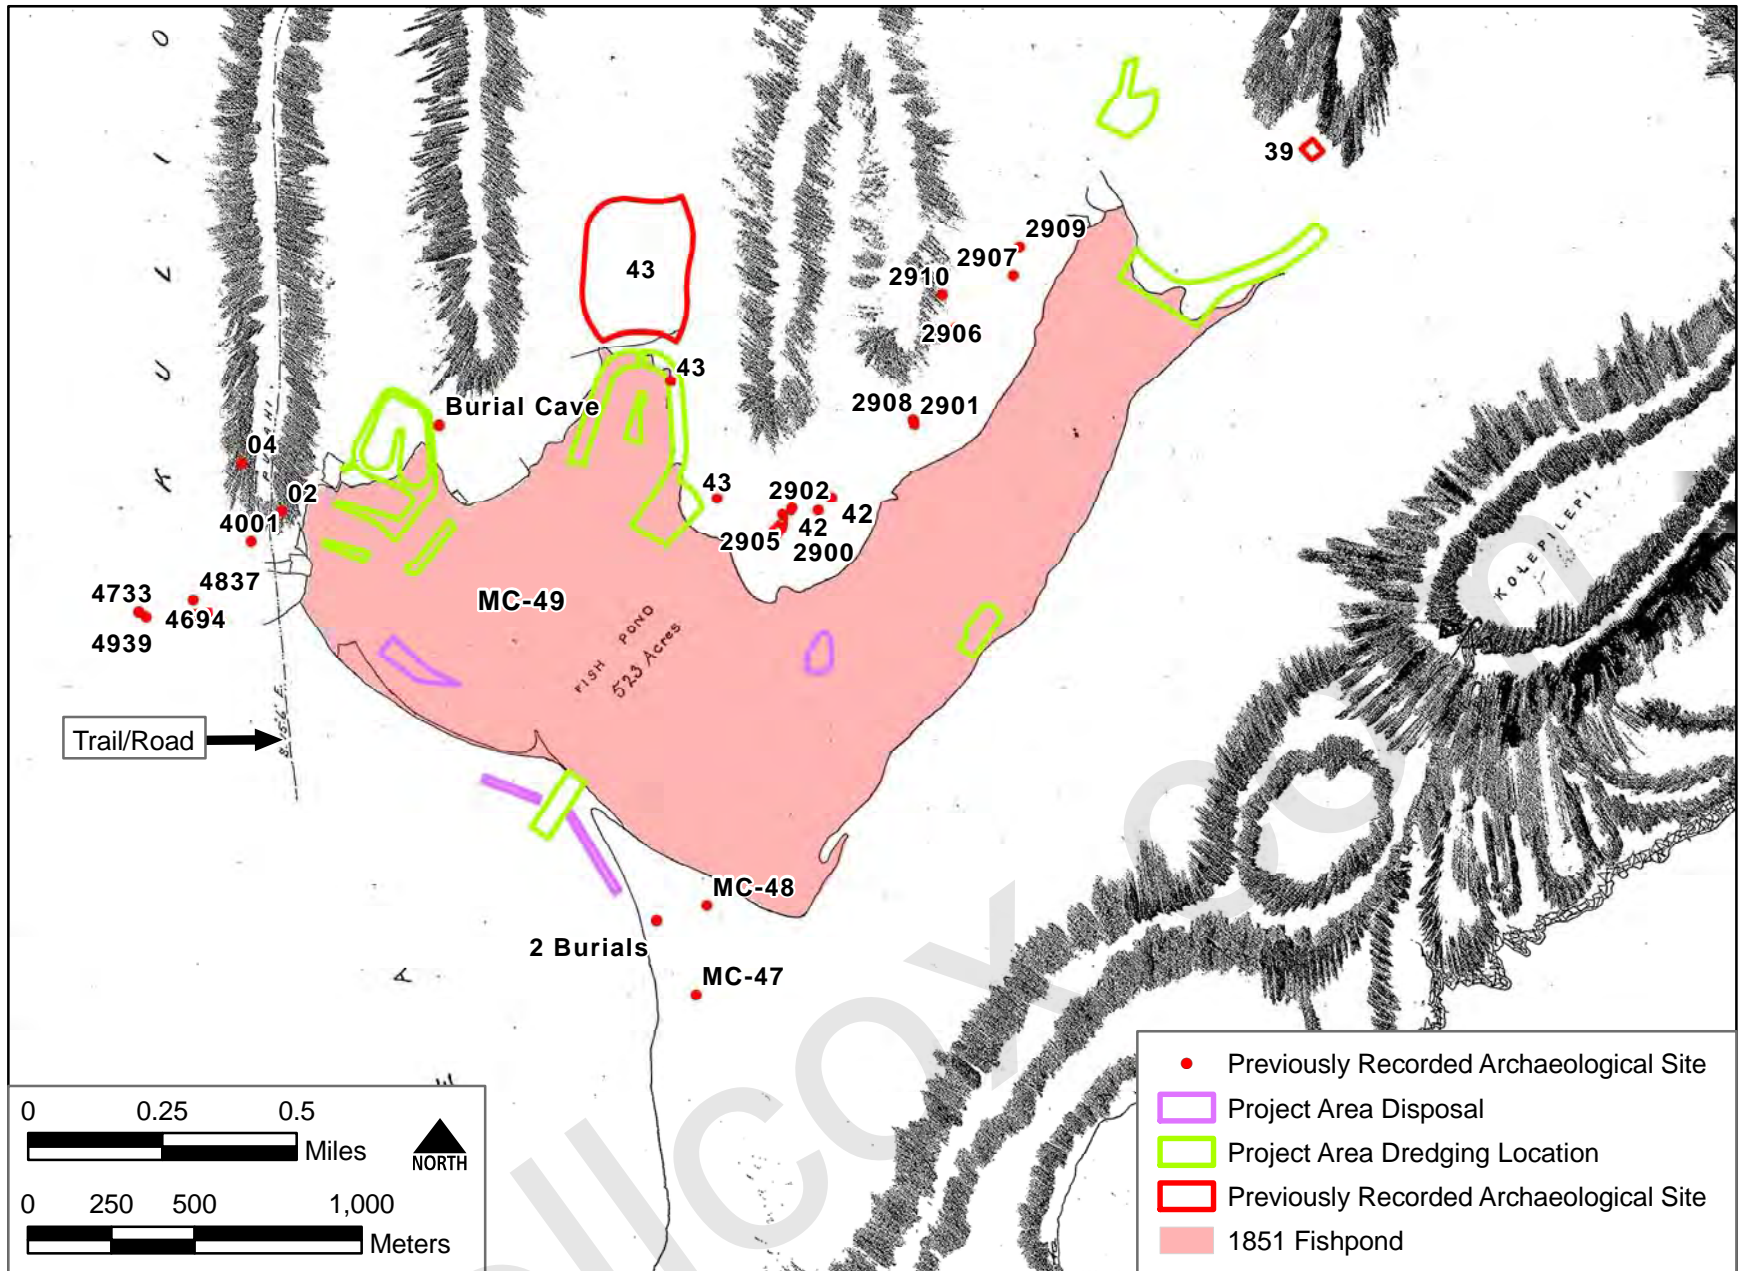 K U L I O
PUUAHI
S. 156' E.
39
43
2909
2907
2910
2906
43
2908 2901
Burial Cave
04
02
43
2902
4001
42
42
2905
2900
4837
4733
4694
4939
MC-49
FISH POND
523 Acres
KOLEPILEPI.
Trail/Road
MC-48
2 Burials
MC-47
A
0 0.25 0.5
Miles
NORTH
0 250 500 1,000
Meters
Previously Recorded Archaeological Site
Project Area Disposal
Project Area Dredging Location
Previously Recorded Archaeological Site
1851 Fishpond